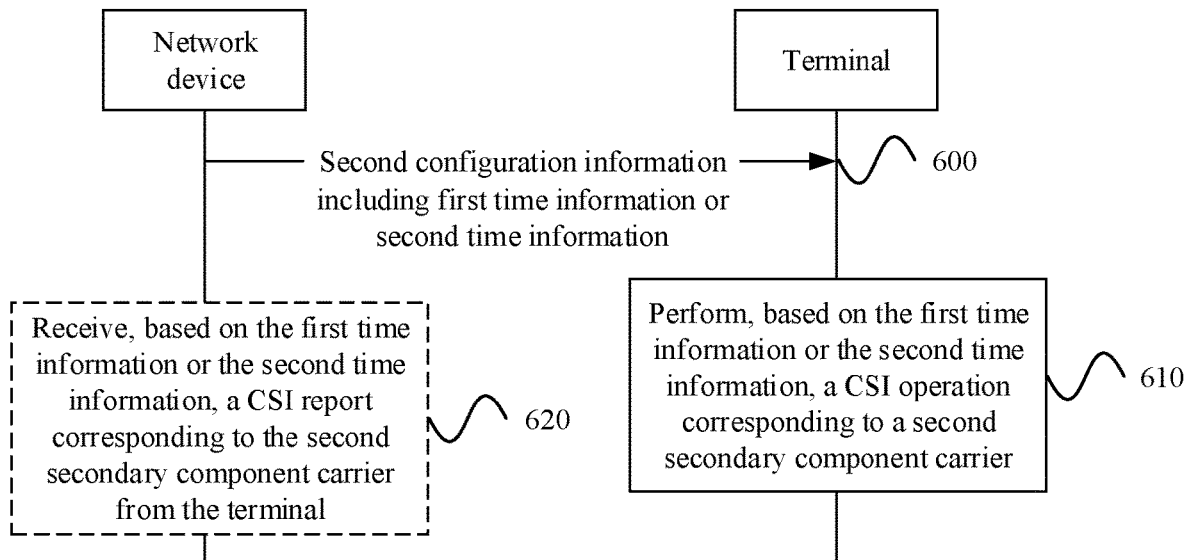 Network
device
Terminal
Second configuration information
including first time information or
second time information
600
Receive, based on the first time
information or the second time
information, a CSI report
corresponding to the second
secondary component carrier
from the terminal
620
Perform, based on the first time
information or the second time
information, a CSI operation
corresponding to a second
secondary component carrier
610